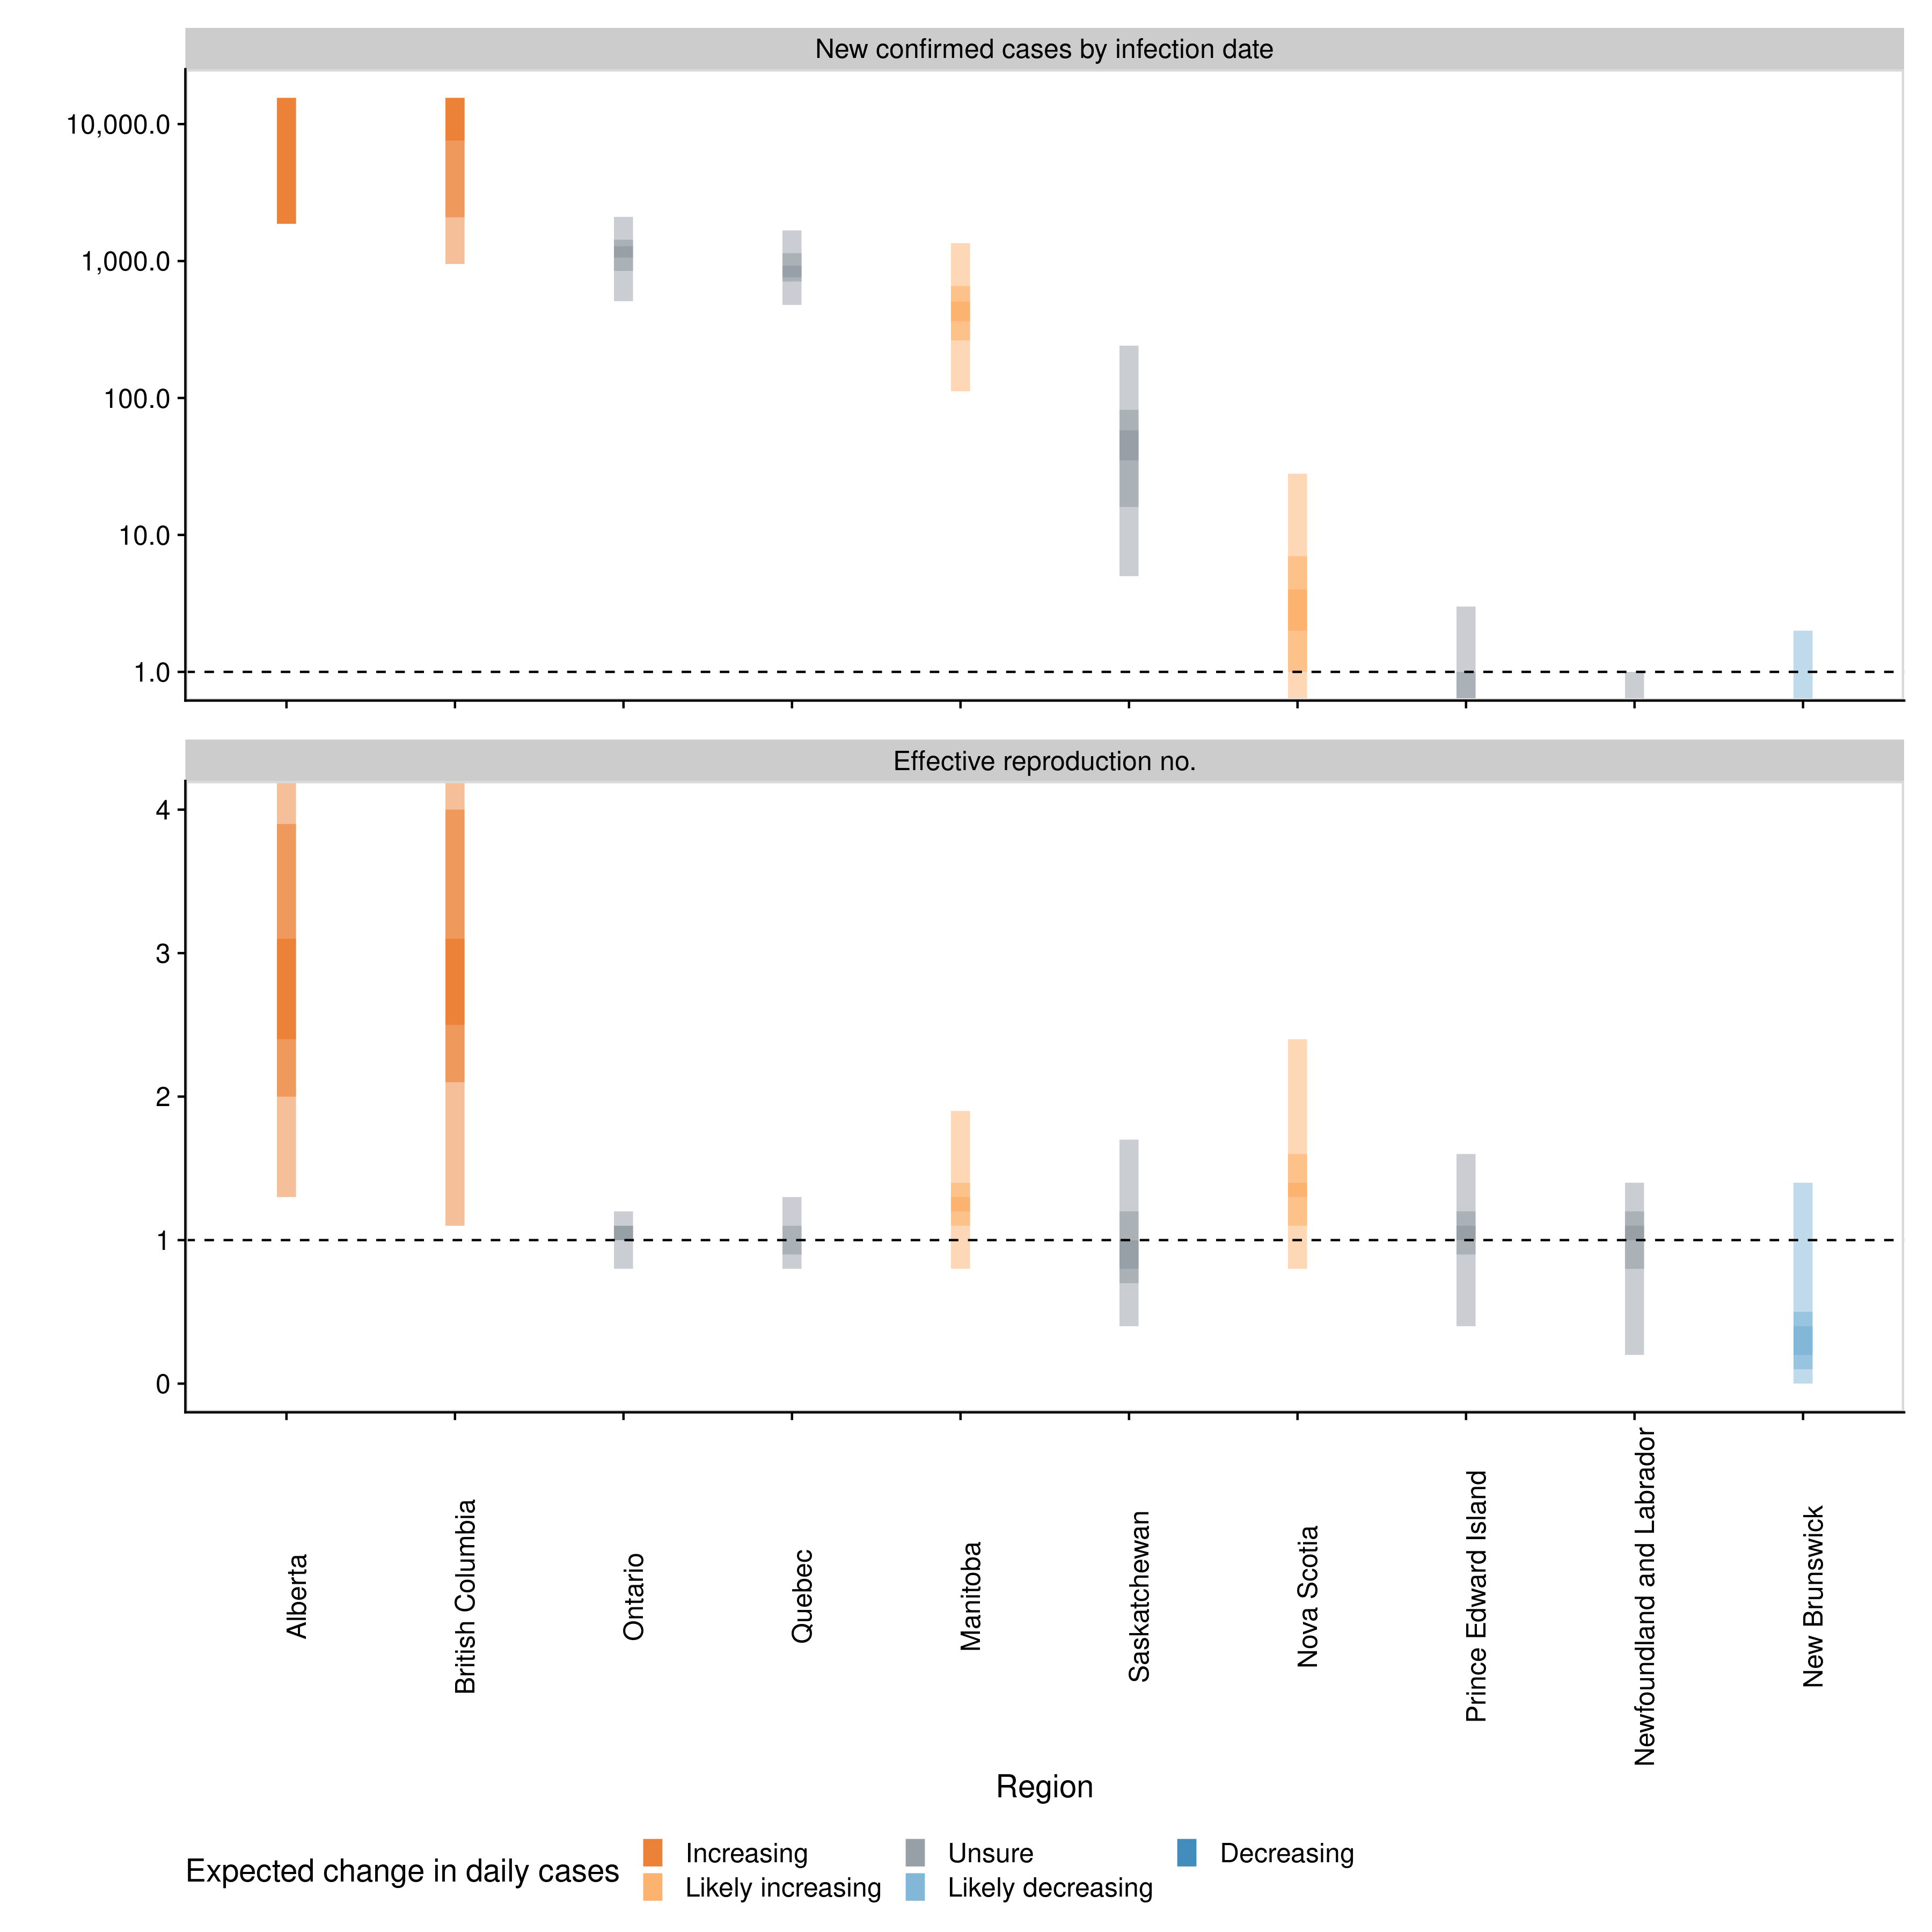 New confirmed cases by infection date
10,000.0
1,000.0
100.0
10.0
1.0
Effective reproduction no.
4
3
2
1
0
Alberta
British Columbia
Ontario
Quebec
Manitoba
Saskatchewan
Nova Scotia
Prince Edward Island
Newfoundland and Labrador
New Brunswick
Region
Expected change in daily cases
Increasing
Likely increasing
Unsure
Likely decreasing
Decreasing